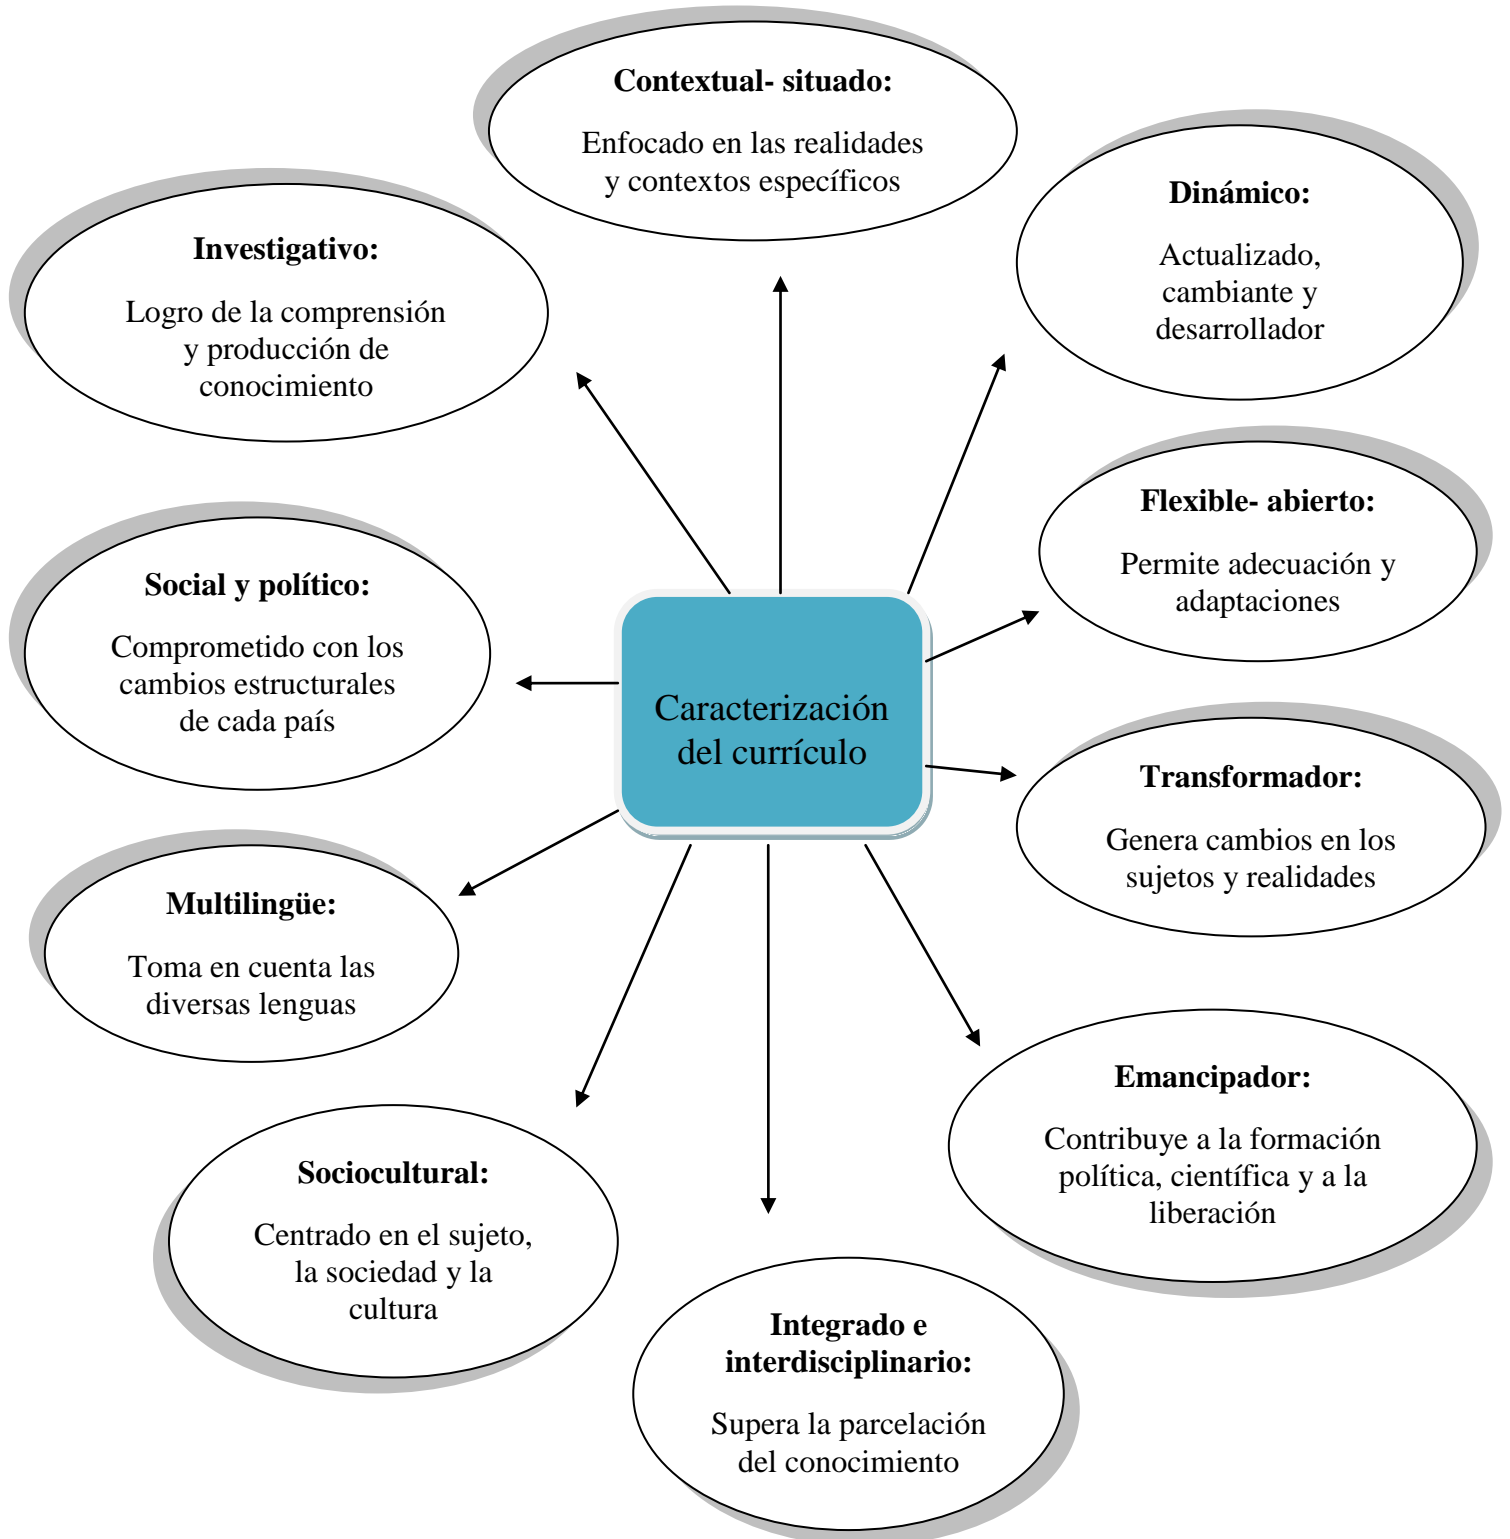 Contextual- situado:
Enfocado en las realidades
y contextos específicos
Dinámico:
Actualizado,
cambiante y
desarrollador
Investigativo:
Logro de la comprensión
y producción de
conocimiento
Flexible- abierto:
Permite adecuación y
adaptaciones
Social y político:
Comprometido con los
cambios estructurales
de cada país
Caracterización
del currículo
Transformador:
Genera cambios en los
sujetos y realidades
Multilingüe:
Toma en cuenta las
diversas lenguas
Emancipador:
Contribuye a la formación
política, científica y a la
liberación
Sociocultural:
Centrado en el sujeto,
la sociedad y la
cultura
Integrado e
interdisciplinario:
Supera la parcelación
del conocimiento